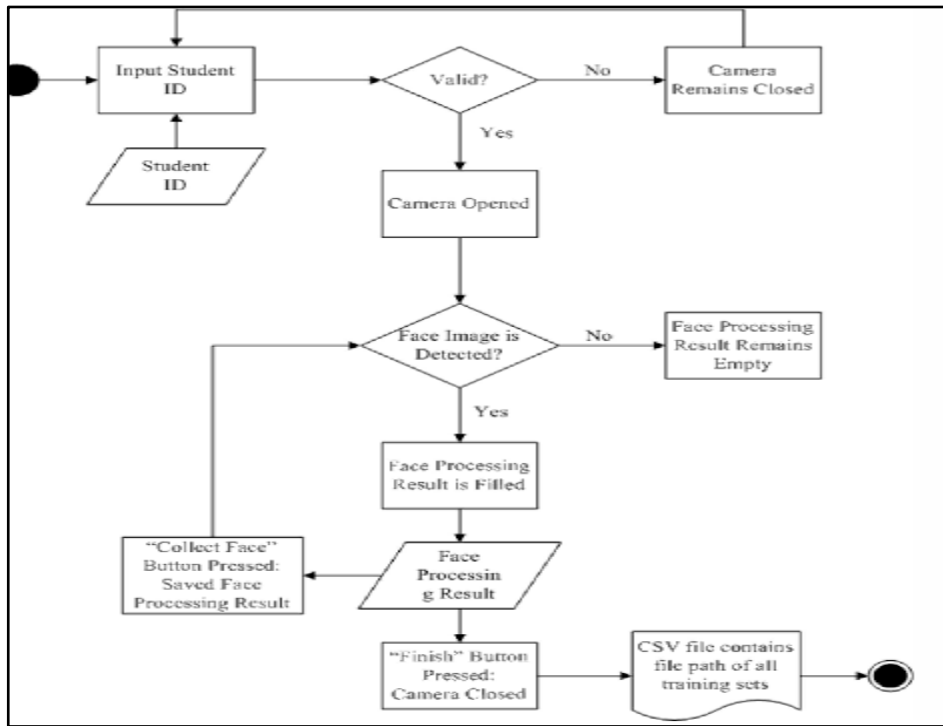 Input Student
ID
Valid?
No
Camera
Remains Closed
Yes
Student
ID
Camera Opened
Face Image is
Detected?
No
Face Processing
Result Remains
Empty
Yes
Face Processing
Result is Filled
“Collect Face”
Button Pressed:
Saved Face
Processing Result
Face
Processin
g Result
“Finish” Button
Pressed:
Camera Closed
CSV file contains
file path of all
training sets